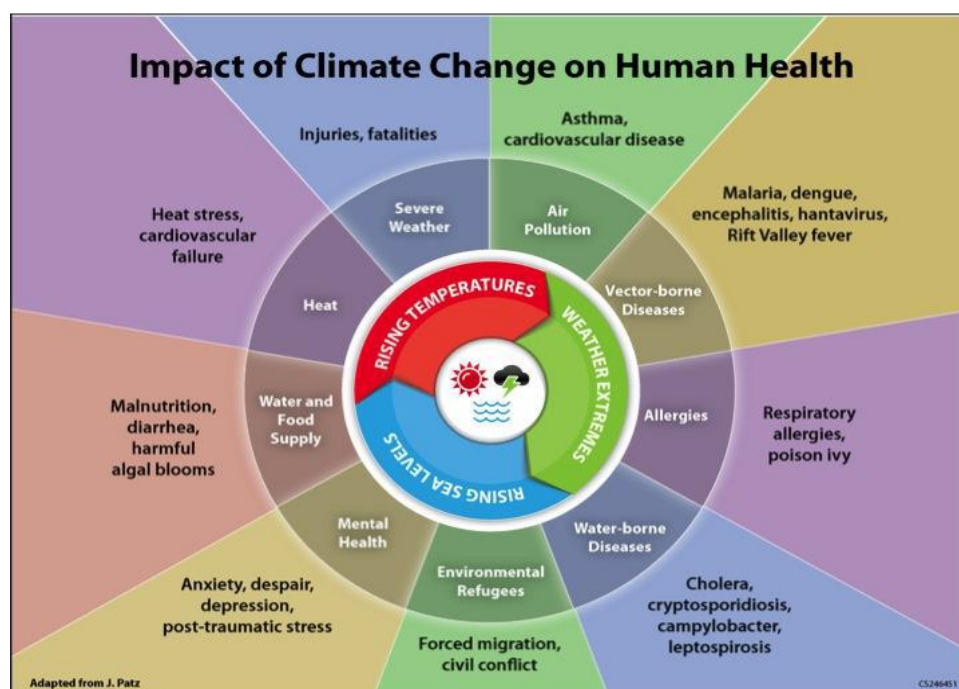 Impact of Climate Change on Human Health
Injuries, fatalities
Asthma,
cardiovascular disease
Malaria, dengue,
encephalitis, hantavirus,
Rift Valley fever
Respiratory
allergies,
poison ivy
Cholera,
cryptosporidiosis,
campylobacter,
leptospirosis
Forced migration,
civil conflict
Anxiety, despair,
depression,
post-traumatic stress
Malnutrition,
diarrhea,
harmful
algal blooms
Heat stress,
cardiovascular
failure
Severe
Weather
Air
Pollution
Vector-borne
Diseases
Allergies
Water-borne
Diseases
Environmental
Refugees
Mental
Health
Water and
Food
Supply
Heat
RISING TEMPERATURES
WEATHER EXTREMES
RISING SEA LEVELS
Adapted from J. Patz
CS246451